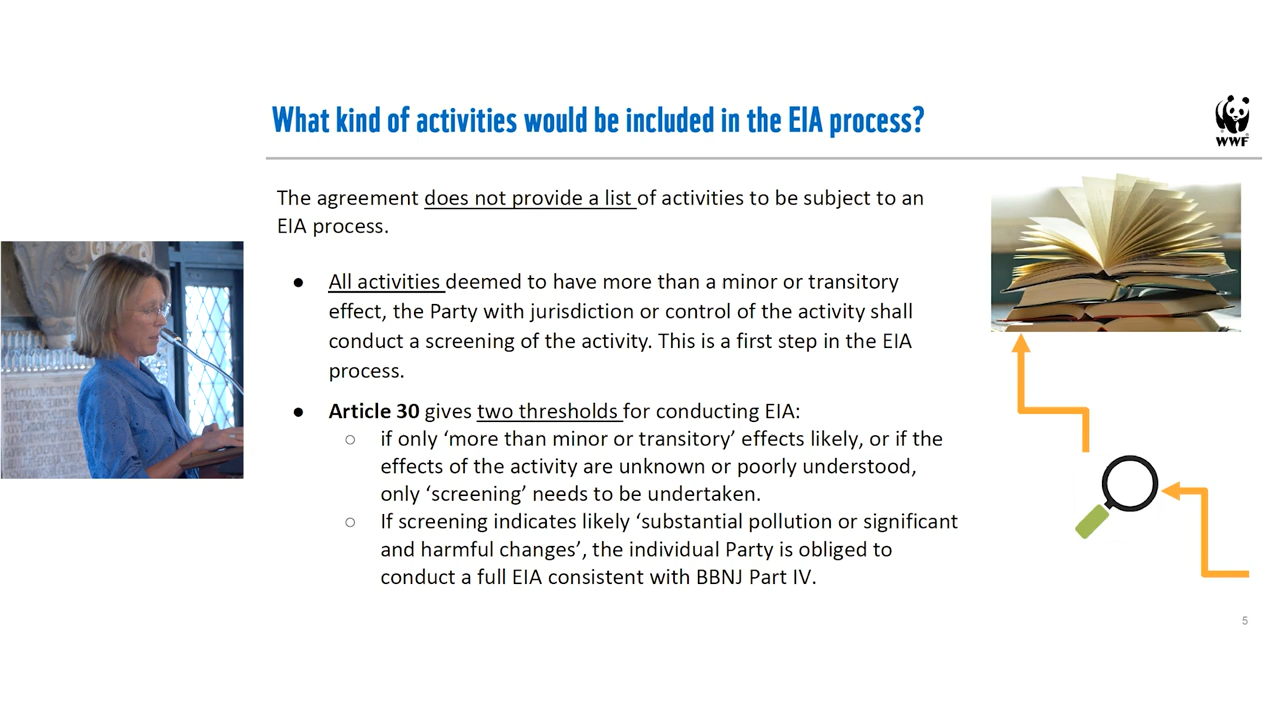 What kind of activities would be included in the EIA process?
WWF
The agreement does not provide a list of activities to be subject to an
EIA process.
● All activities deemed to have more than a minor or transitory
effect, the Party with jurisdiction or control of the activity shall
conduct a screening of the activity. This is a first step in the EIA
process.
● Article 30 gives two thresholds for conducting EIA:
○ if only ‘more than minor or transitory’ effects likely, or if the
effects of the activity are unknown or poorly understood,
only ‘screening’ needs to be undertaken.
○ If screening indicates likely ‘substantial pollution or significant
and harmful changes’, the individual Party is obliged to
conduct a full EIA consistent with BBNJ Part IV.
5